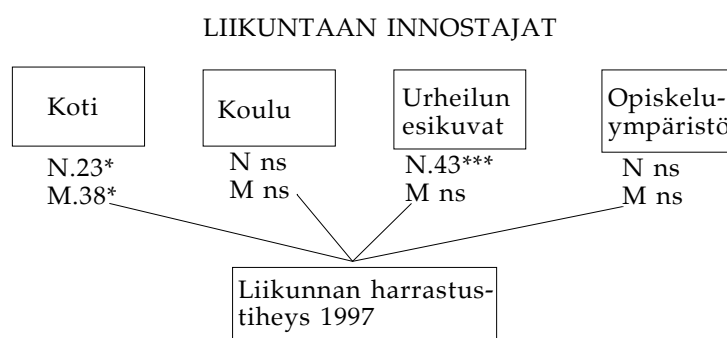 LIIKUNTAAN INNOSTAJAT
Koti
N.23*
M.38*
Koulu
N ns
M ns
Urheilun
esikuvat
N.43***
M ns
Opiskelu-
ympäristö
N ns
M ns
Liikunnan harrastus-
tiheys 1997